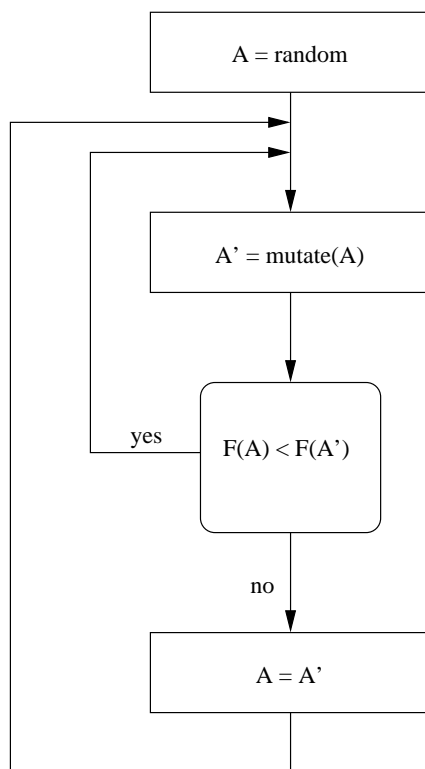 A = random
A’ = mutate(A)
yes
F(A) < F(A’)
no
A = A’